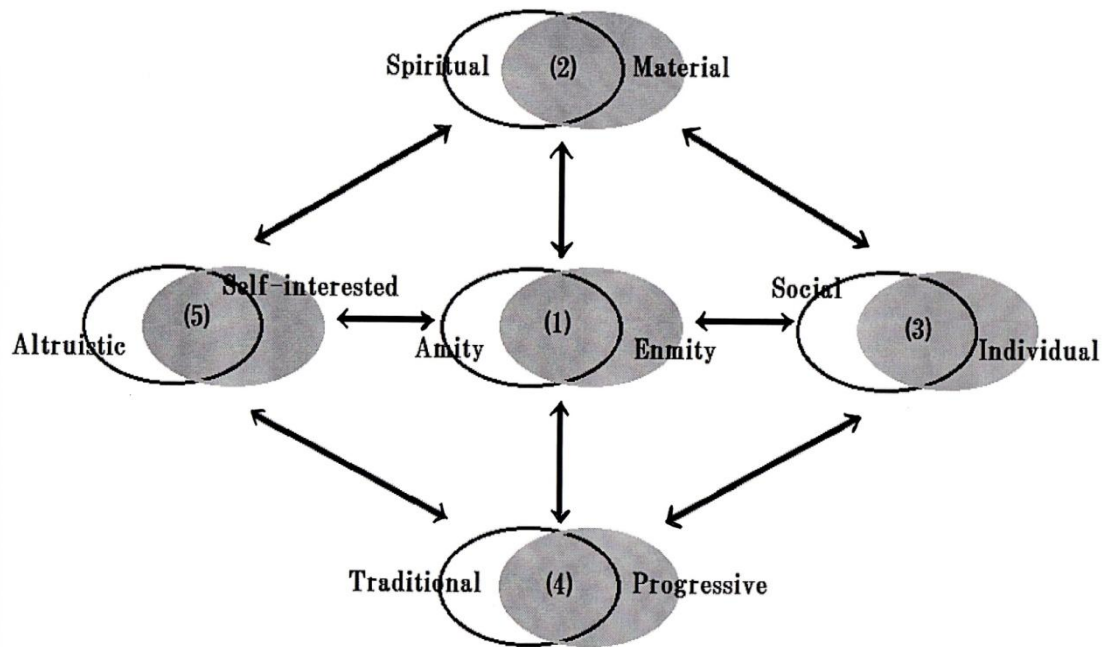 Spiritual (2) Material
Self-interested
Social
(5) (1) (3)
Altruistic Amity Enmity Individual
Traditional (4) Progressive